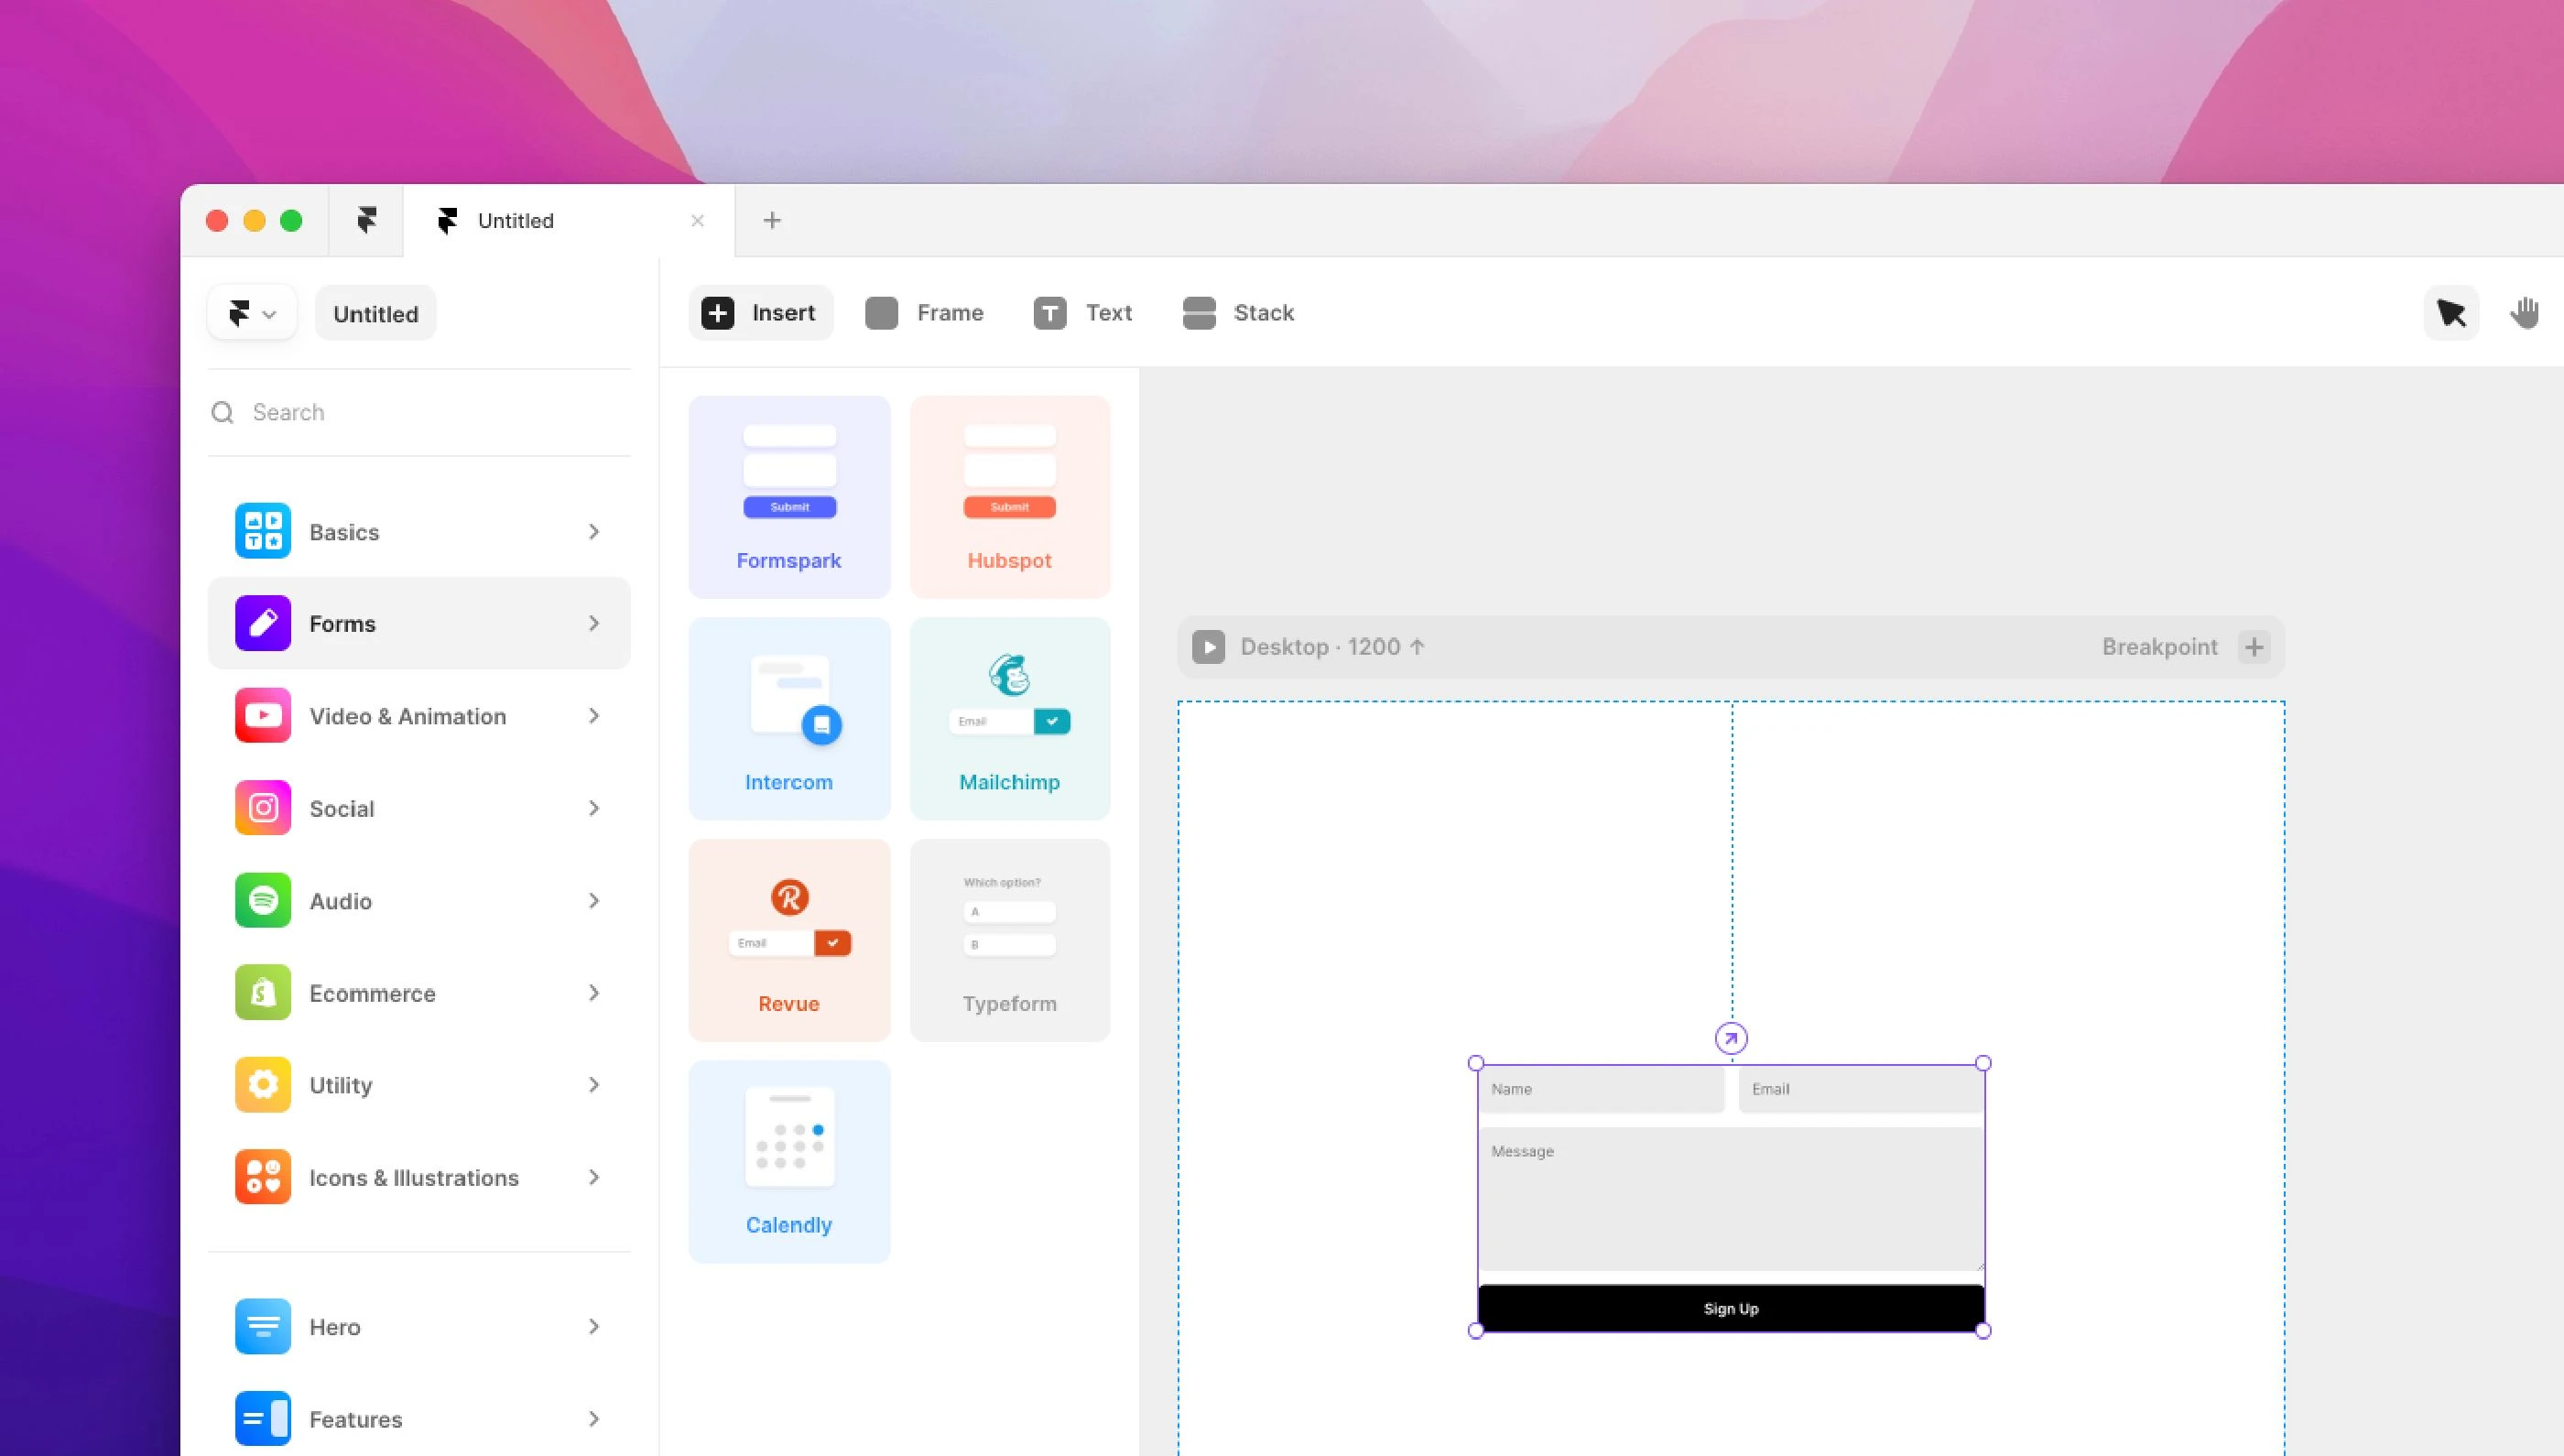 Untitled
Untitled
Insert
Frame
Text
Stack
Search
Basics
Forms
Video & Animation
Social
Audio
Ecommerce
Utility
Icons & Illustrations
Hero
Features
Submit
Formspark
Submit
Hubspot
Intercom
Email
Mailchimp
Email
Revue
Which option?
A
B
Typeform
Calendly
Desktop · 1200 ↑
Breakpoint
Name
Email
Message
Sign Up